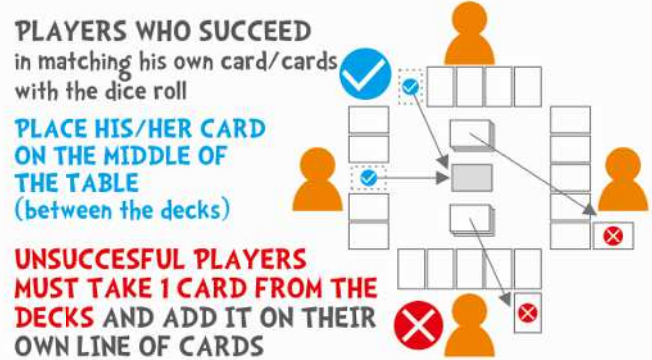 PLAYERS WHO SUCCEED
in matching his own card/cards
with the dice roll
PLACE HIS/HER CARD
ON THE MIDDLE OF
THE TABLE
(between the decks)
UNSUCCESFUL PLAYERS
MUST TAKE 1 CARD FROM THE
DECKS AND ADD IT ON THEIR
OWN LINE OF CARDS